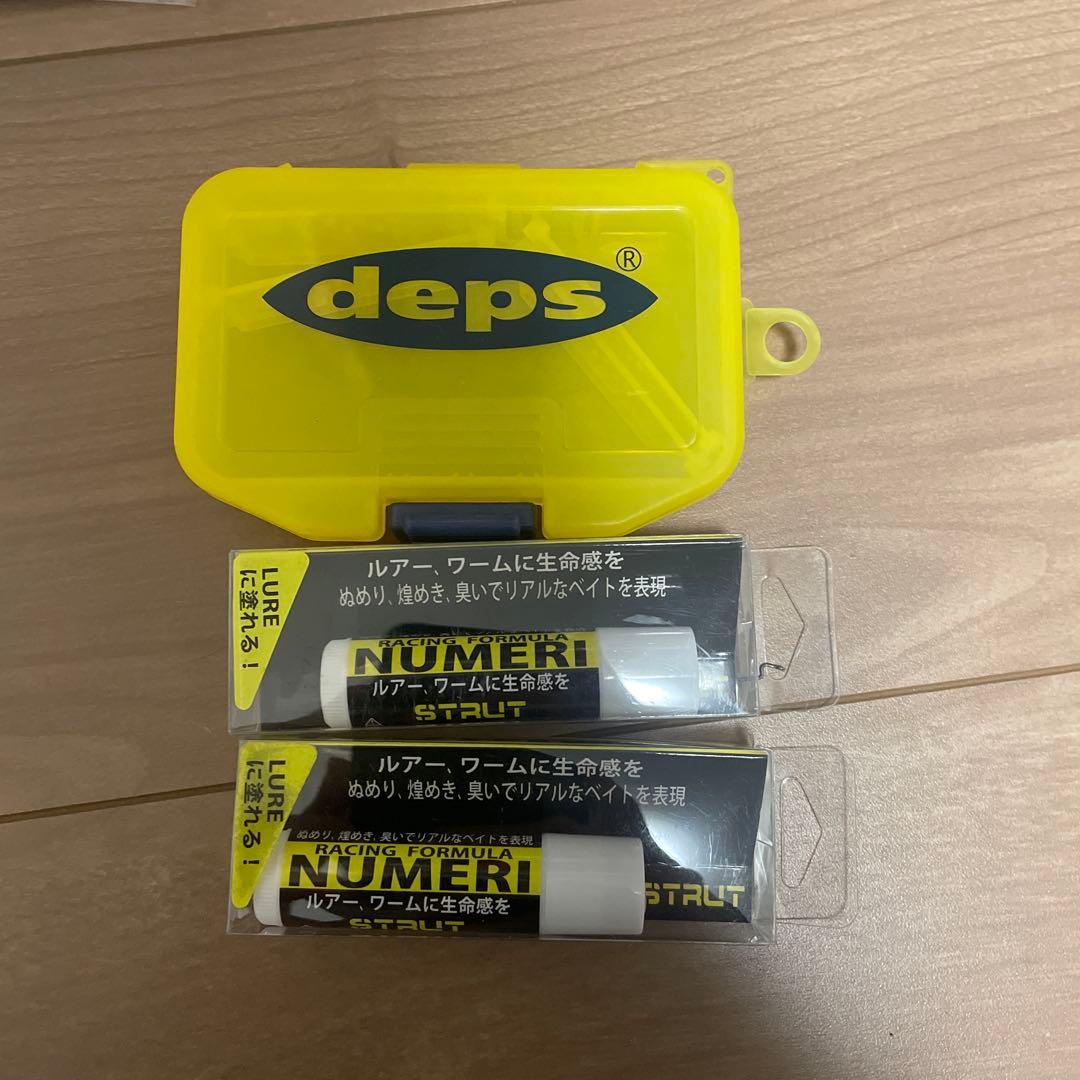 deps®
LURE
に塗れる！
ルアー、ワームに生命感を
ぬめり、煌めき、臭いでリアルなベイトを表現
RACING FORMULA
NUMERI
ルアー、ワームに生命感を
STRUT
LURE
に塗れる！
ルアー、ワームに生命感を
ぬめり、煌めき、臭いでリアルなベイトを表現
ぬめり、煌めき、臭いでリアルなベイトを表現
RACING FORMULA
NUMERI
ルアー、ワームに生命感を
STRUT
STRUT